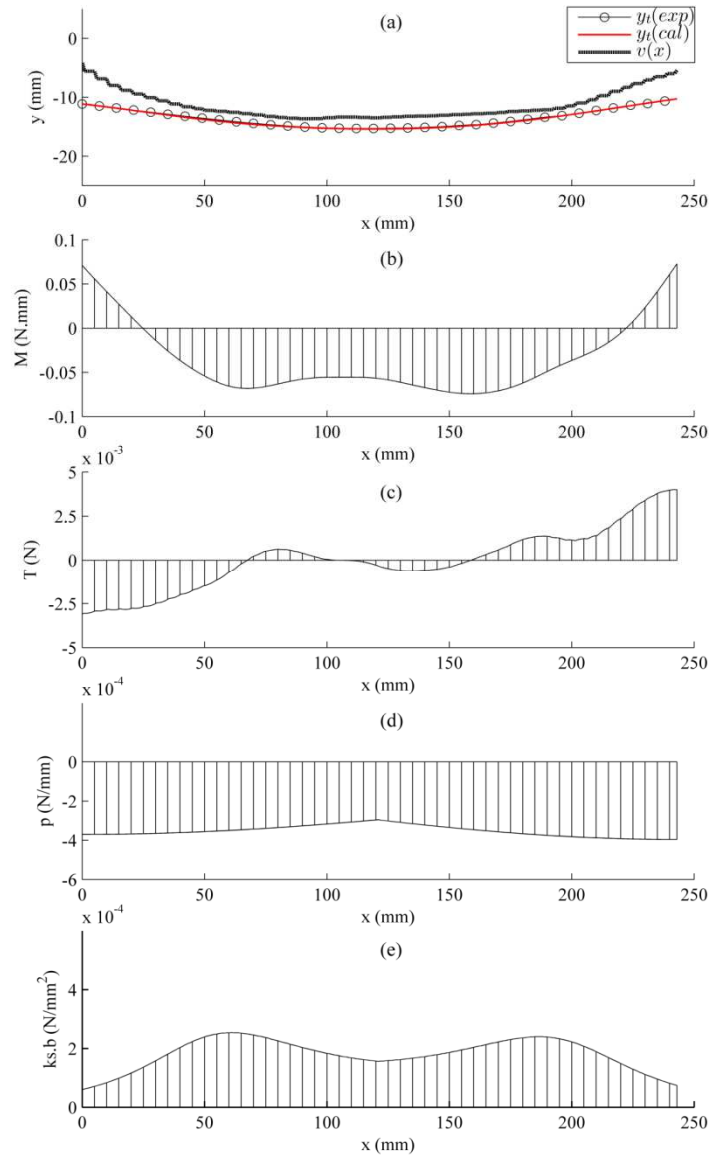 (a)
y_t(exp)
y_t(cal)
v(x)
0
-10
-20
y (mm)
0 50 100 150 200 250
x (mm)
(b)
0.1
0.05
0
-0.05
-0.1
M (N.mm)
0 50 100 150 200 250
x (mm)
x 10^-3
(c)
5
2.5
0
-2.5
-5
T (N)
0 50 100 150 200 250
x (mm)
x 10^-4
(d)
0
-2
-4
-6
p (N/mm)
0 50 100 150 200 250
x (mm)
x 10^-4
(e)
4
2
0
ks.b (N/mm^2)
0 50 100 150 200 250
x (mm)